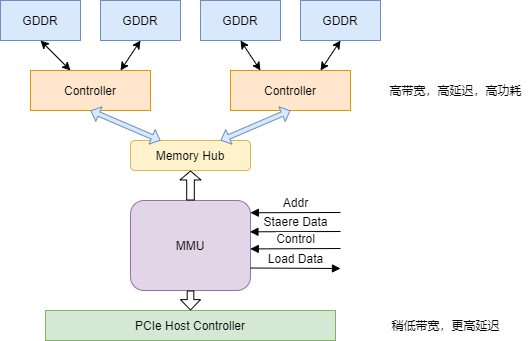 GDDR GDDR GDDR GDDR
Controller Controller 高带宽，高延迟，高功耗
Memory Hub
Addr
Staere Data
MMU
Control
Load Data
PCIe Host Controller 稍低带宽，更高延迟